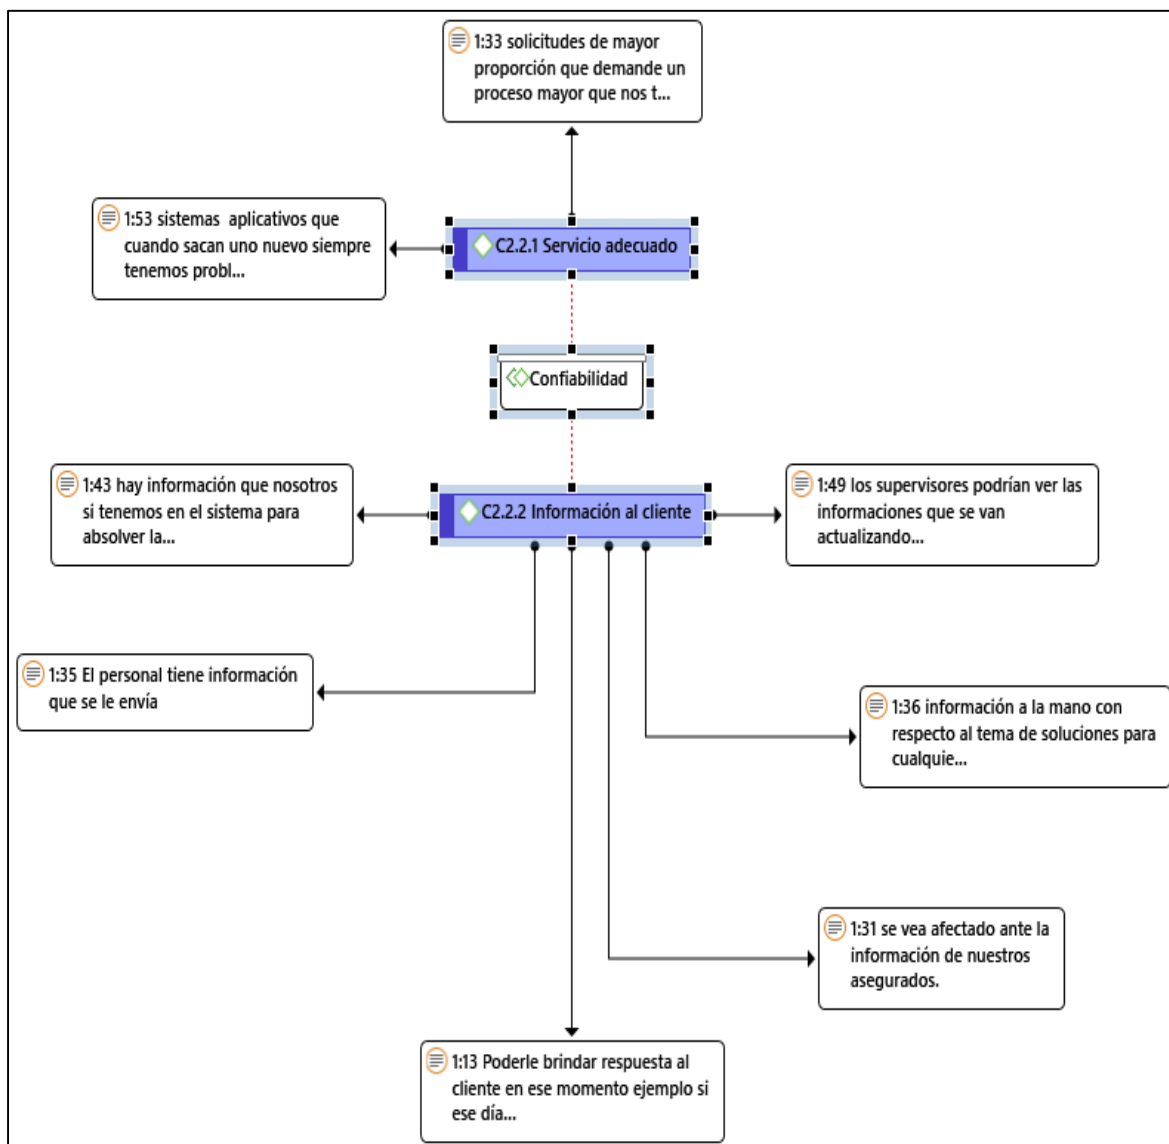 1:33 solicitudes de mayor
proporción que demande un
proceso mayor que nos t...
1:53 sistemas  aplicativos que
cuando sacan uno nuevo siempre
tenemos probl...
C2.2.1 Servicio adecuado
Confiabilidad
1:43 hay información que nosotros
si tenemos en el sistema para
absolver la...
C2.2.2 Información al cliente
1:49 los supervisores podrían ver las
informaciones que se van
actualizando...
1:35 El personal tiene información
que se le envía
1:36 información a la mano con
respecto al tema de soluciones para
cualquie...
1:31 se vea afectado ante la
información de nuestros
asegurados.
1:13 Poderle brindar respuesta al
cliente en ese momento ejemplo si
ese día...